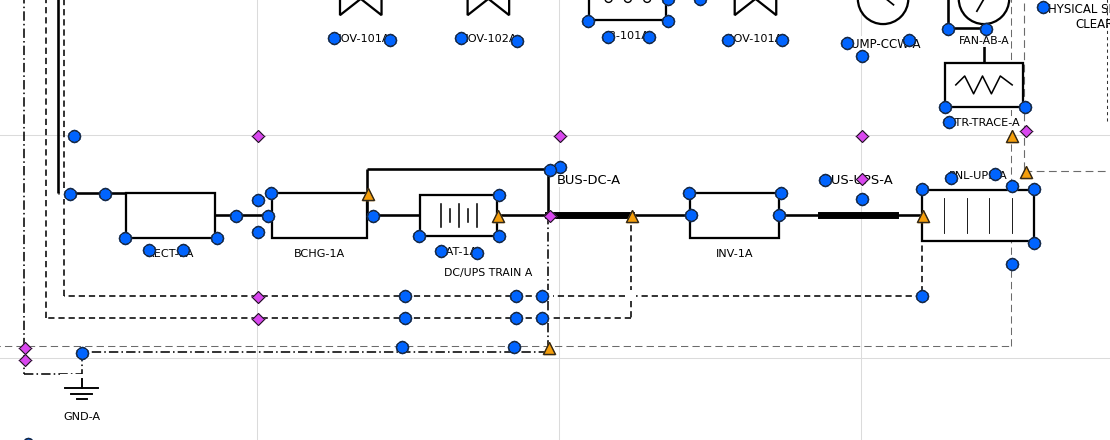 HYSICAL S
CLEAR
OV-101A
OV-102A
-101A
OV-101A
UMP-CCW-A
FAN-AB-A
TR-TRACE-A
BUS-DC-A
US-UPS-A
NL-UPS-A
ECT-1A
BCHG-1A
AT-1A
INV-1A
DC/UPS TRAIN A
GND-A